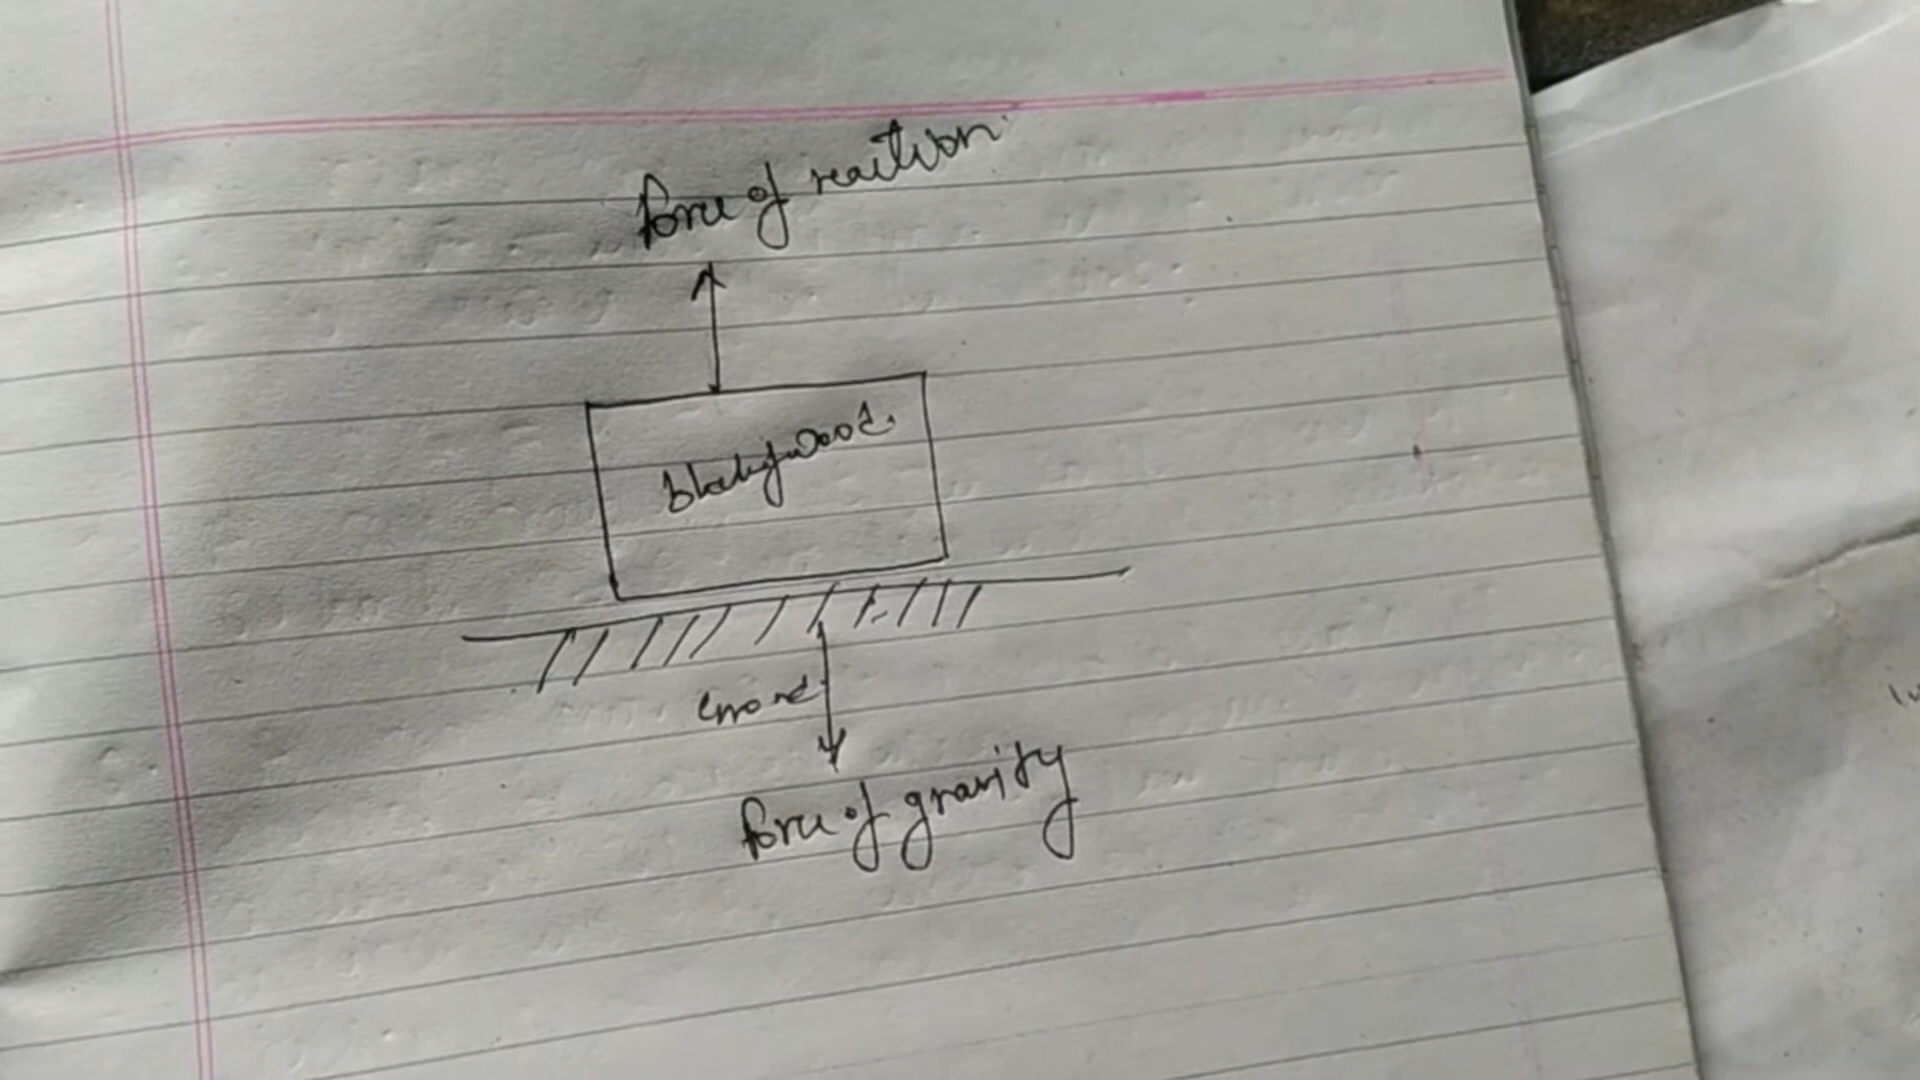 force of reaction
block of wood.
force of gravity